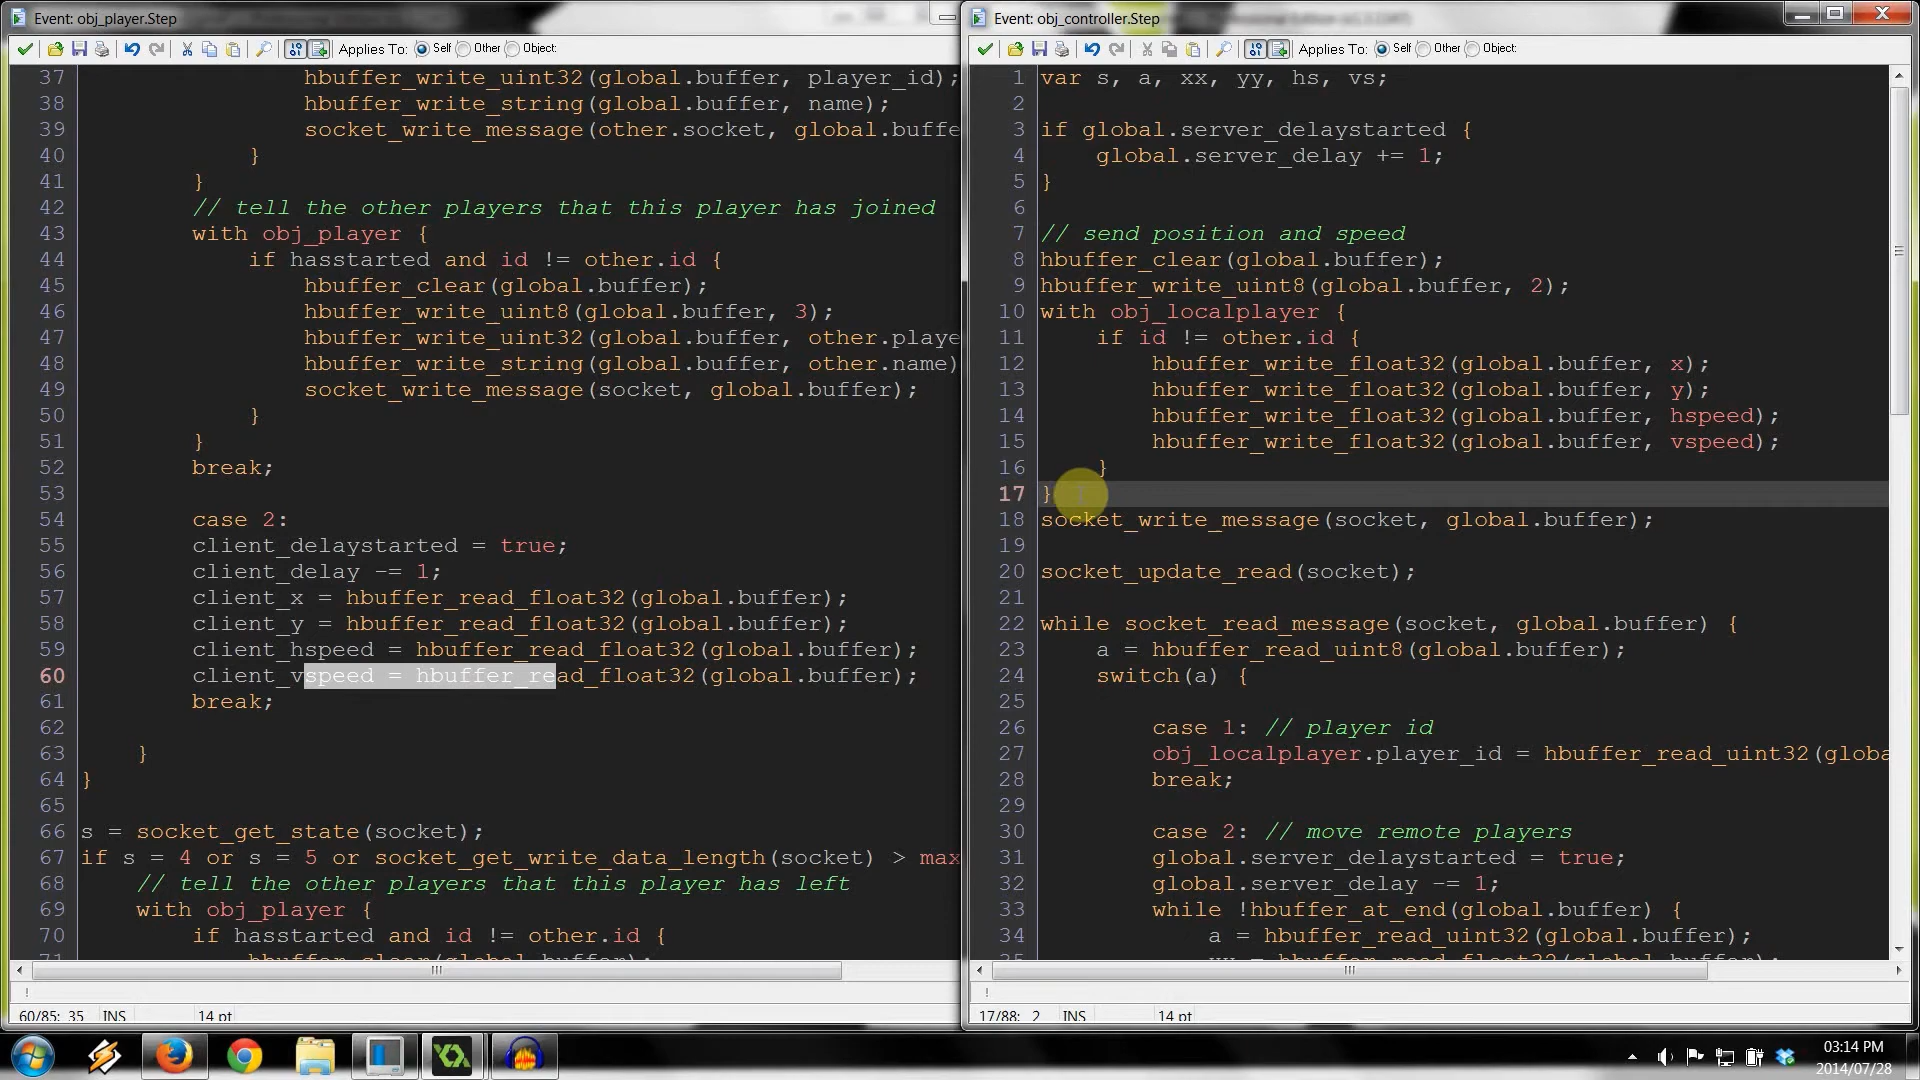 Event: obj_player.Step
Applies To: Self Other Object:
37 hbuffer_write_uint32(global.buffer, player_id);
38 hbuffer_write_string(global.buffer, name);
39 socket_write_message(other.socket, global.buffe
40 }
41 }
42 // tell the other players that this player has joined
43 with obj_player {
44 if hasstarted and id != other.id {
45 hbuffer_clear(global.buffer);
46 hbuffer_write_uint8(global.buffer, 3);
47 hbuffer_write_uint32(global.buffer, other.playe
48 hbuffer_write_string(global.buffer, other.name)
49 socket_write_message(socket, global.buffer);
50 }
51 }
52 break;
53
54 case 2:
55 client_delaystarted = true;
56 client_delay -= 1;
57 client_x = hbuffer_read_float32(global.buffer);
58 client_y = hbuffer_read_float32(global.buffer);
59 client_hspeed = hbuffer_read_float32(global.buffer);
60 client_vspeed = hbuffer_read_float32(global.buffer);
61 break;
62
63 }
64 }
65
66 s = socket_get_state(socket);
67 if s = 4 or s = 5 or socket_get_write_data_length(socket) > max
68 // tell the other players that this player has left
69 with obj_player {
70 if hasstarted and id != other.id {
71 hbuffer_clear(global.buffer);
60/85: 35 INS 14 pt
Event: obj_controller.Step
Applies To: Self Other Object:
1 var s, a, xx, yy, hs, vs;
2
3 if global.server_delaystarted {
4 global.server_delay += 1;
5 }
6
7 // send position and speed
8 hbuffer_clear(global.buffer);
9 hbuffer_write_uint8(global.buffer, 2);
10 with obj_localplayer {
11 if id != other.id {
12 hbuffer_write_float32(global.buffer, x);
13 hbuffer_write_float32(global.buffer, y);
14 hbuffer_write_float32(global.buffer, hspeed);
15 hbuffer_write_float32(global.buffer, vspeed);
16 }
17 }
18 socket_write_message(socket, global.buffer);
19
20 socket_update_read(socket);
21
22 while socket_read_message(socket, global.buffer) {
23 a = hbuffer_read_uint8(global.buffer);
24 switch(a) {
25
26 case 1: // player id
27 obj_localplayer.player_id = hbuffer_read_uint32(globa
28 break;
29
30 case 2: // move remote players
31 global.server_delaystarted = true;
32 global.server_delay -= 1;
33 while !hbuffer_at_end(global.buffer) {
34 a = hbuffer_read_uint32(global.buffer);
35 xx = hbuffer_read_float32(global.buffer);
17/88: 2 INS 14 pt
03:14 PM
2014/07/28